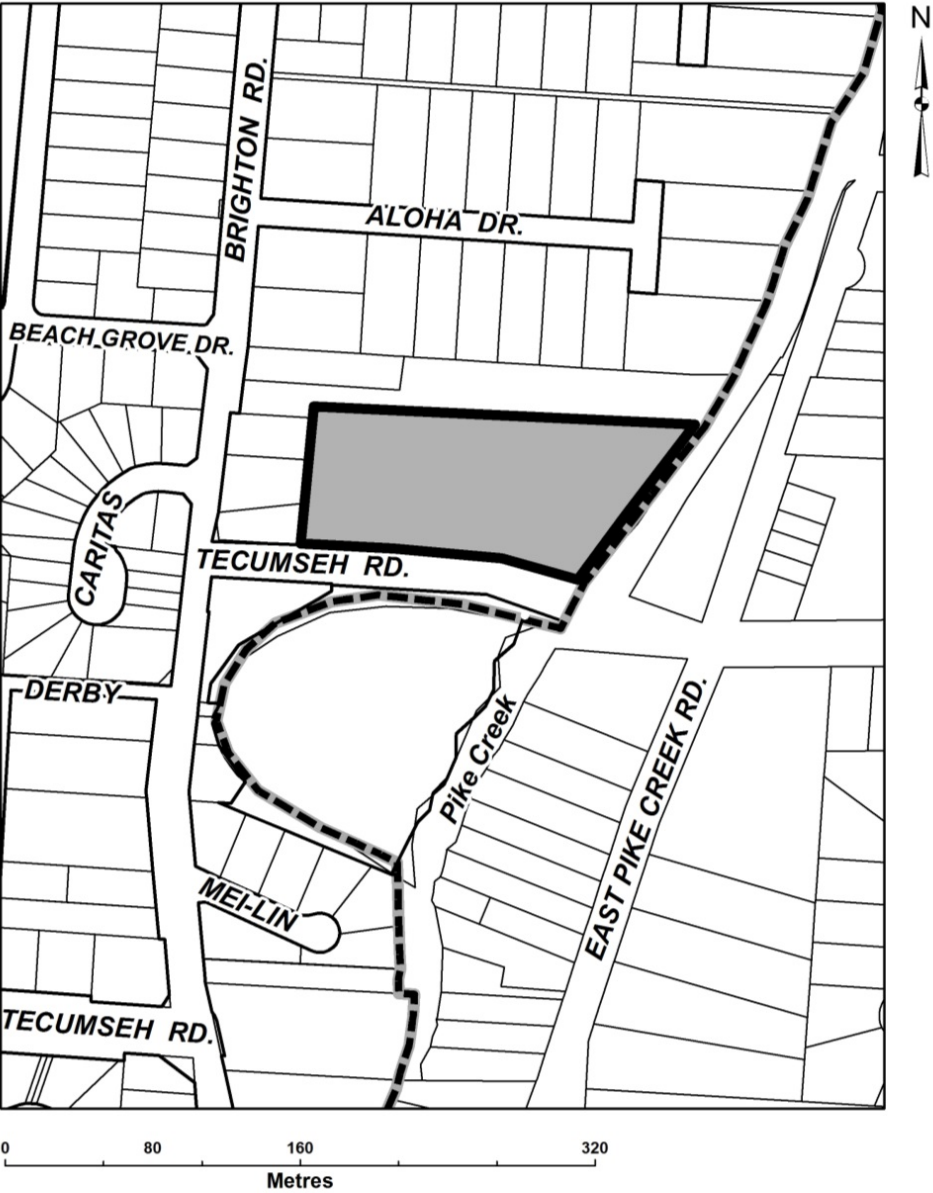 N
BRIGHTON RD.
ALOHA DR.
BEACH GROVE DR.
CARITAS
TECUMSEH RD.
DERBY
Pike Creek
EAST PIKE CREEK RD.
MEI-LIN
TECUMSEH RD.
0 80 160 320
Metres